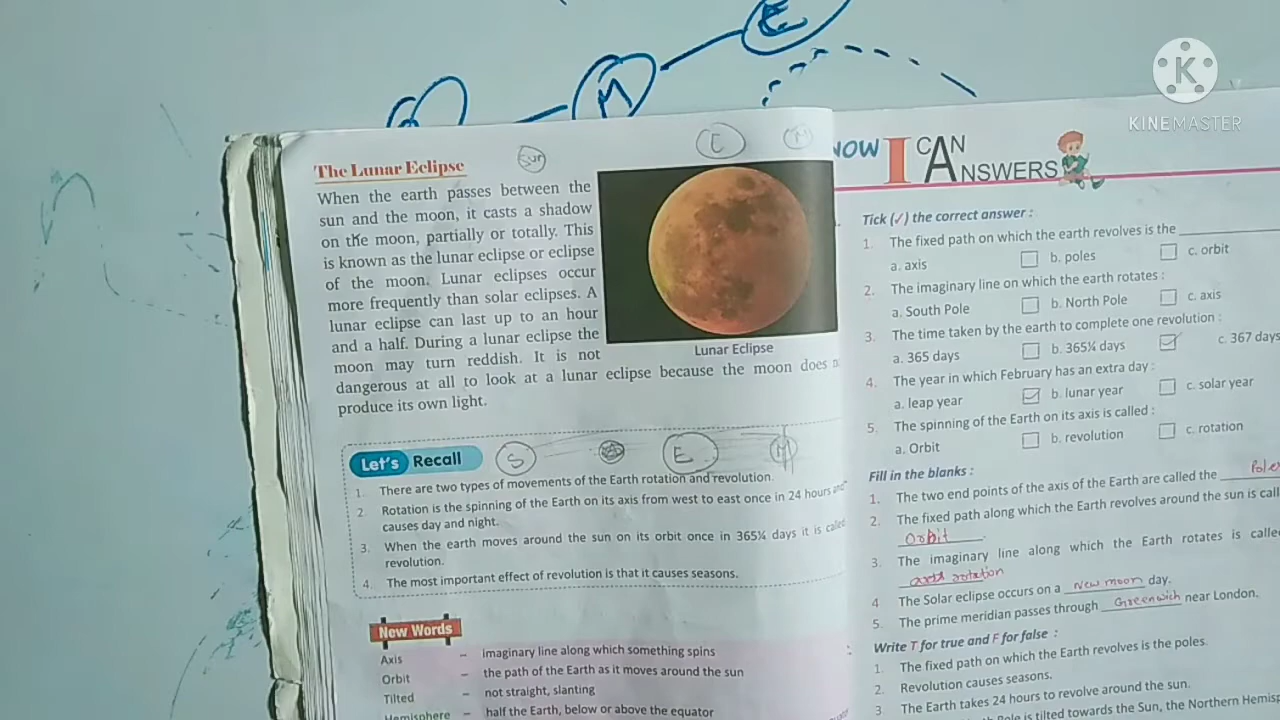 E
M
KINEMASTER
The Lunar Eclipse
Sun
E
M
When the earth passes between the
sun and the moon, it casts a shadow
on the moon, partially or totally. This
is known as the lunar eclipse or eclipse
of the moon. Lunar eclipses occur
more frequently than solar eclipses. A
lunar eclipse can last up to an hour
and a half. During a lunar eclipse the
moon may turn reddish. It is not
dangerous at all to look at a lunar eclipse because the moon does
produce its own light.
Lunar Eclipse
Let's Recall
S
E
M
1. There are two types of movements of the Earth rotation and revolution.
2. Rotation is the spinning of the Earth on its axis from west to east once in 24 hours and
causes day and night.
3. When the earth moves around the sun on its orbit once in 365¼ days it is called
revolution.
4. The most important effect of revolution is that it causes seasons.
New Words
Axis – imaginary line along which something spins
Orbit – the path of the Earth as it moves around the sun
Tilted – not straight, slanting
Hemisphere – half the Earth, below or above the equator
NOW I CAN
ANSWERS
Tick (✓) the correct answer :
1. The fixed path on which the earth revolves is the
a. axis b. poles c. orbit
2. The imaginary line on which the earth rotates :
a. South Pole b. North Pole c. axis
3. The time taken by the earth to complete one revolution :
a. 365 days b. 365¼ days ✓ c. 367 days
4. The year in which February has an extra day :
a. leap year ✓ b. lunar year c. solar year
5. The spinning of the Earth on its axis is called :
a. Orbit b. revolution c. rotation
Fill in the blanks :
1. The two end points of the axis of the Earth are called the Poles
2. The fixed path along which the Earth revolves around the sun is
Orbit.
3. The imaginary line along which the Earth rotates is
rotation
4 The Solar eclipse occurs on a new moon day.
5. The prime meridian passes through Greenwich near London.
Write T for true and F for false :
1. The fixed path on which the Earth revolves is the poles.
2. Revolution causes seasons.
3 The Earth takes 24 hours to revolve around the sun.
Pole is tilted towards the Sun, the Northern